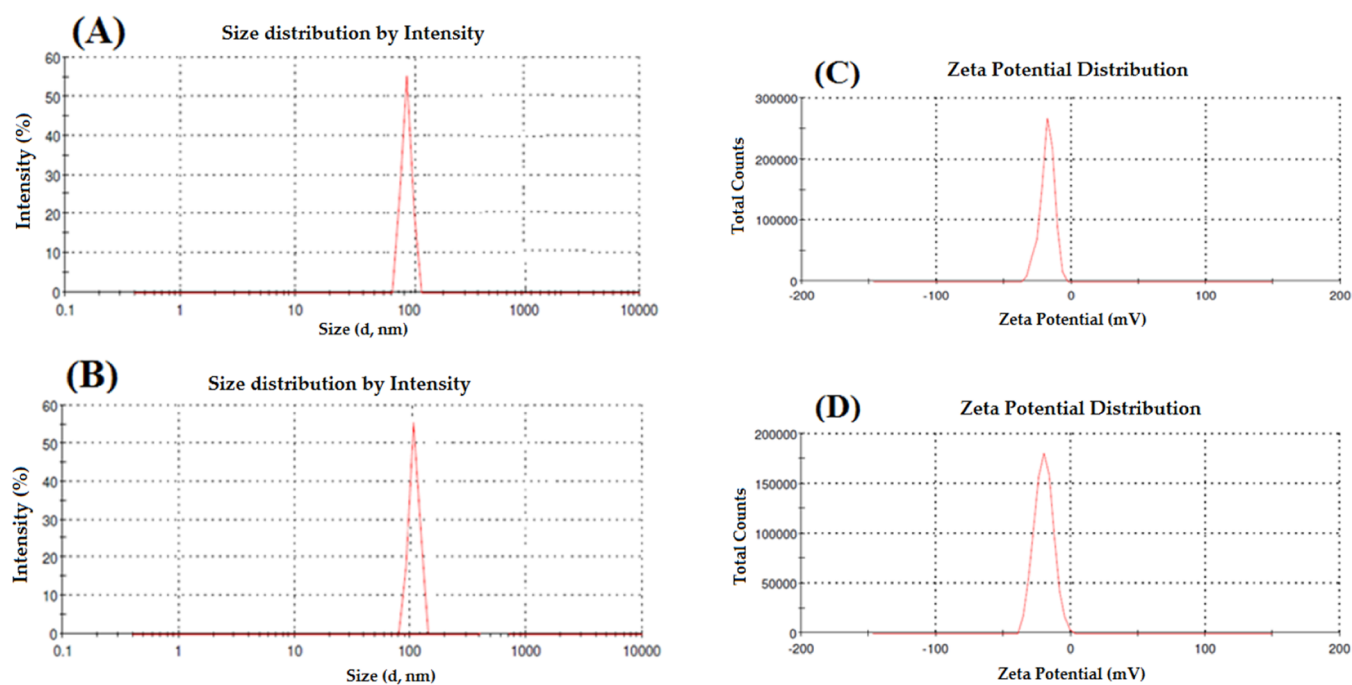 (A)
Size distribution by Intensity
Intensity (%)
60
50
40
30
20
10
0
0.1 1 10 100 1000 10000
Size (d, nm)
(B)
Size distribution by Intensity
Intensity (%)
60
50
40
30
20
10
0
0.1 1 10 100 1000 10000
Size (d, nm)
(C)
Zeta Potential Distribution
Total Counts
300000
200000
100000
0
-200 -100 0 100 200
Zeta Potential (mV)
(D)
Zeta Potential Distribution
Total Counts
200000
150000
100000
50000
0
-200 -100 0 100 200
Zeta Potential (mV)